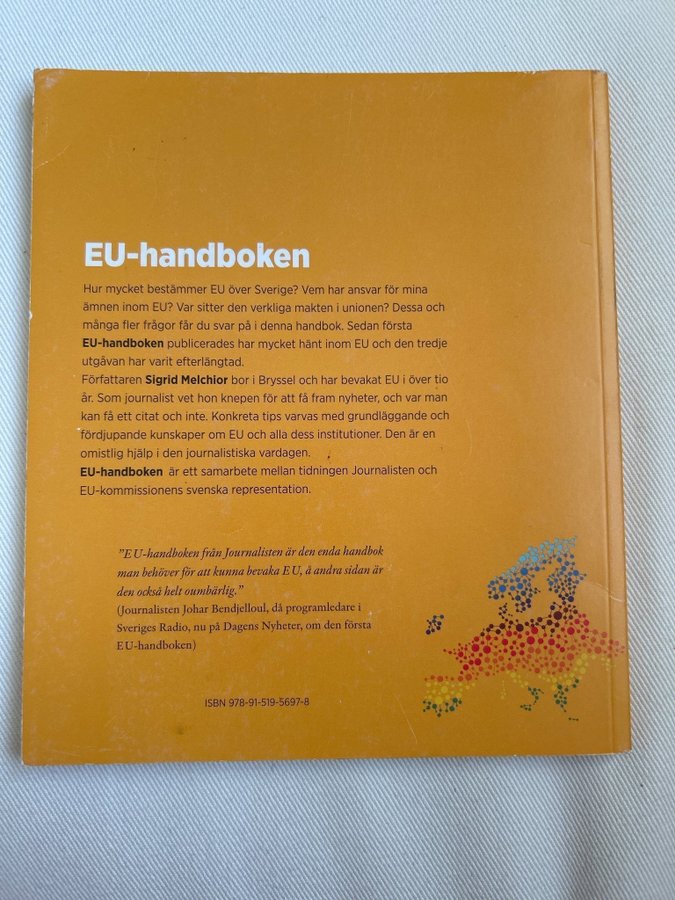 EU-handboken
Hur mycket bestämmer EU över Sverige? Vem har ansvar för mina
ämnen inom EU? Var sitter den verkliga makten i unionen? Dessa och
många fler frågor får du svar på i denna handbok. Sedan första
EU-handboken publicerades har mycket hänt inom EU och den tredje
utgåvan har varit efterlängtad.
Författaren Sigrid Melchior bor i Bryssel och har bevakat EU i över tio
år. Som journalist vet hon knepen för att få fram nyheter, och var man
kan få ett citat och inte. Konkreta tips varvas med grundläggande och
fördjupande kunskaper om EU och alla dess institutioner. Den är en
omistlig hjälp i den journalistiska vardagen.
EU-handboken är ett samarbete mellan tidningen Journalisten och
EU-kommissionens svenska representation.
"EU-handboken från Journalisten är den enda handbok
man behöver för att kunna bevaka EU, å andra sidan är
den också helt oumbärlig."
(Journalisten Johar Bendjelloul, då programledare i
Sveriges Radio, nu på Dagens Nyheter, om den första
EU-handboken)
ISBN 978-91-519-5697-8